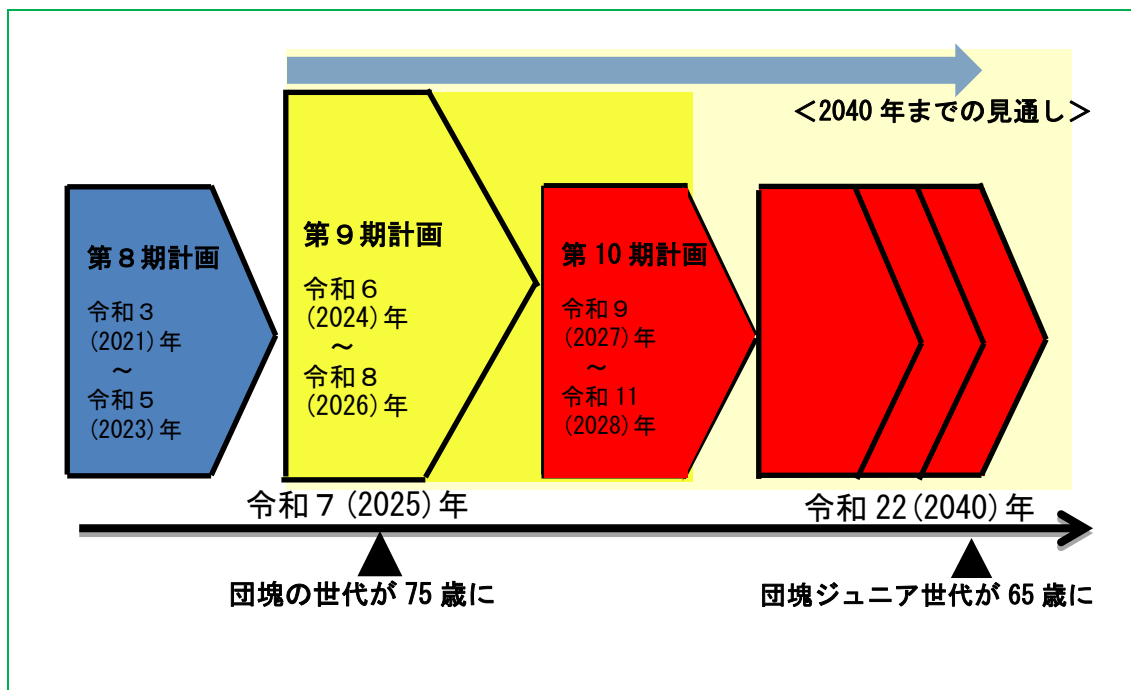 ＜2040 年までの見通し＞
第８期計画
令和３
(2021)年
～
令和５
(2023)年
第９期計画
令和６
(2024)年
～
令和８
(2026)年
第 10 期計画
令和９
(2027)年
～
令和 11
(2028)年
令和７(2025)年
令和 22(2040)年
団塊の世代が 75 歳に
団塊ジュニア世代が 65 歳に